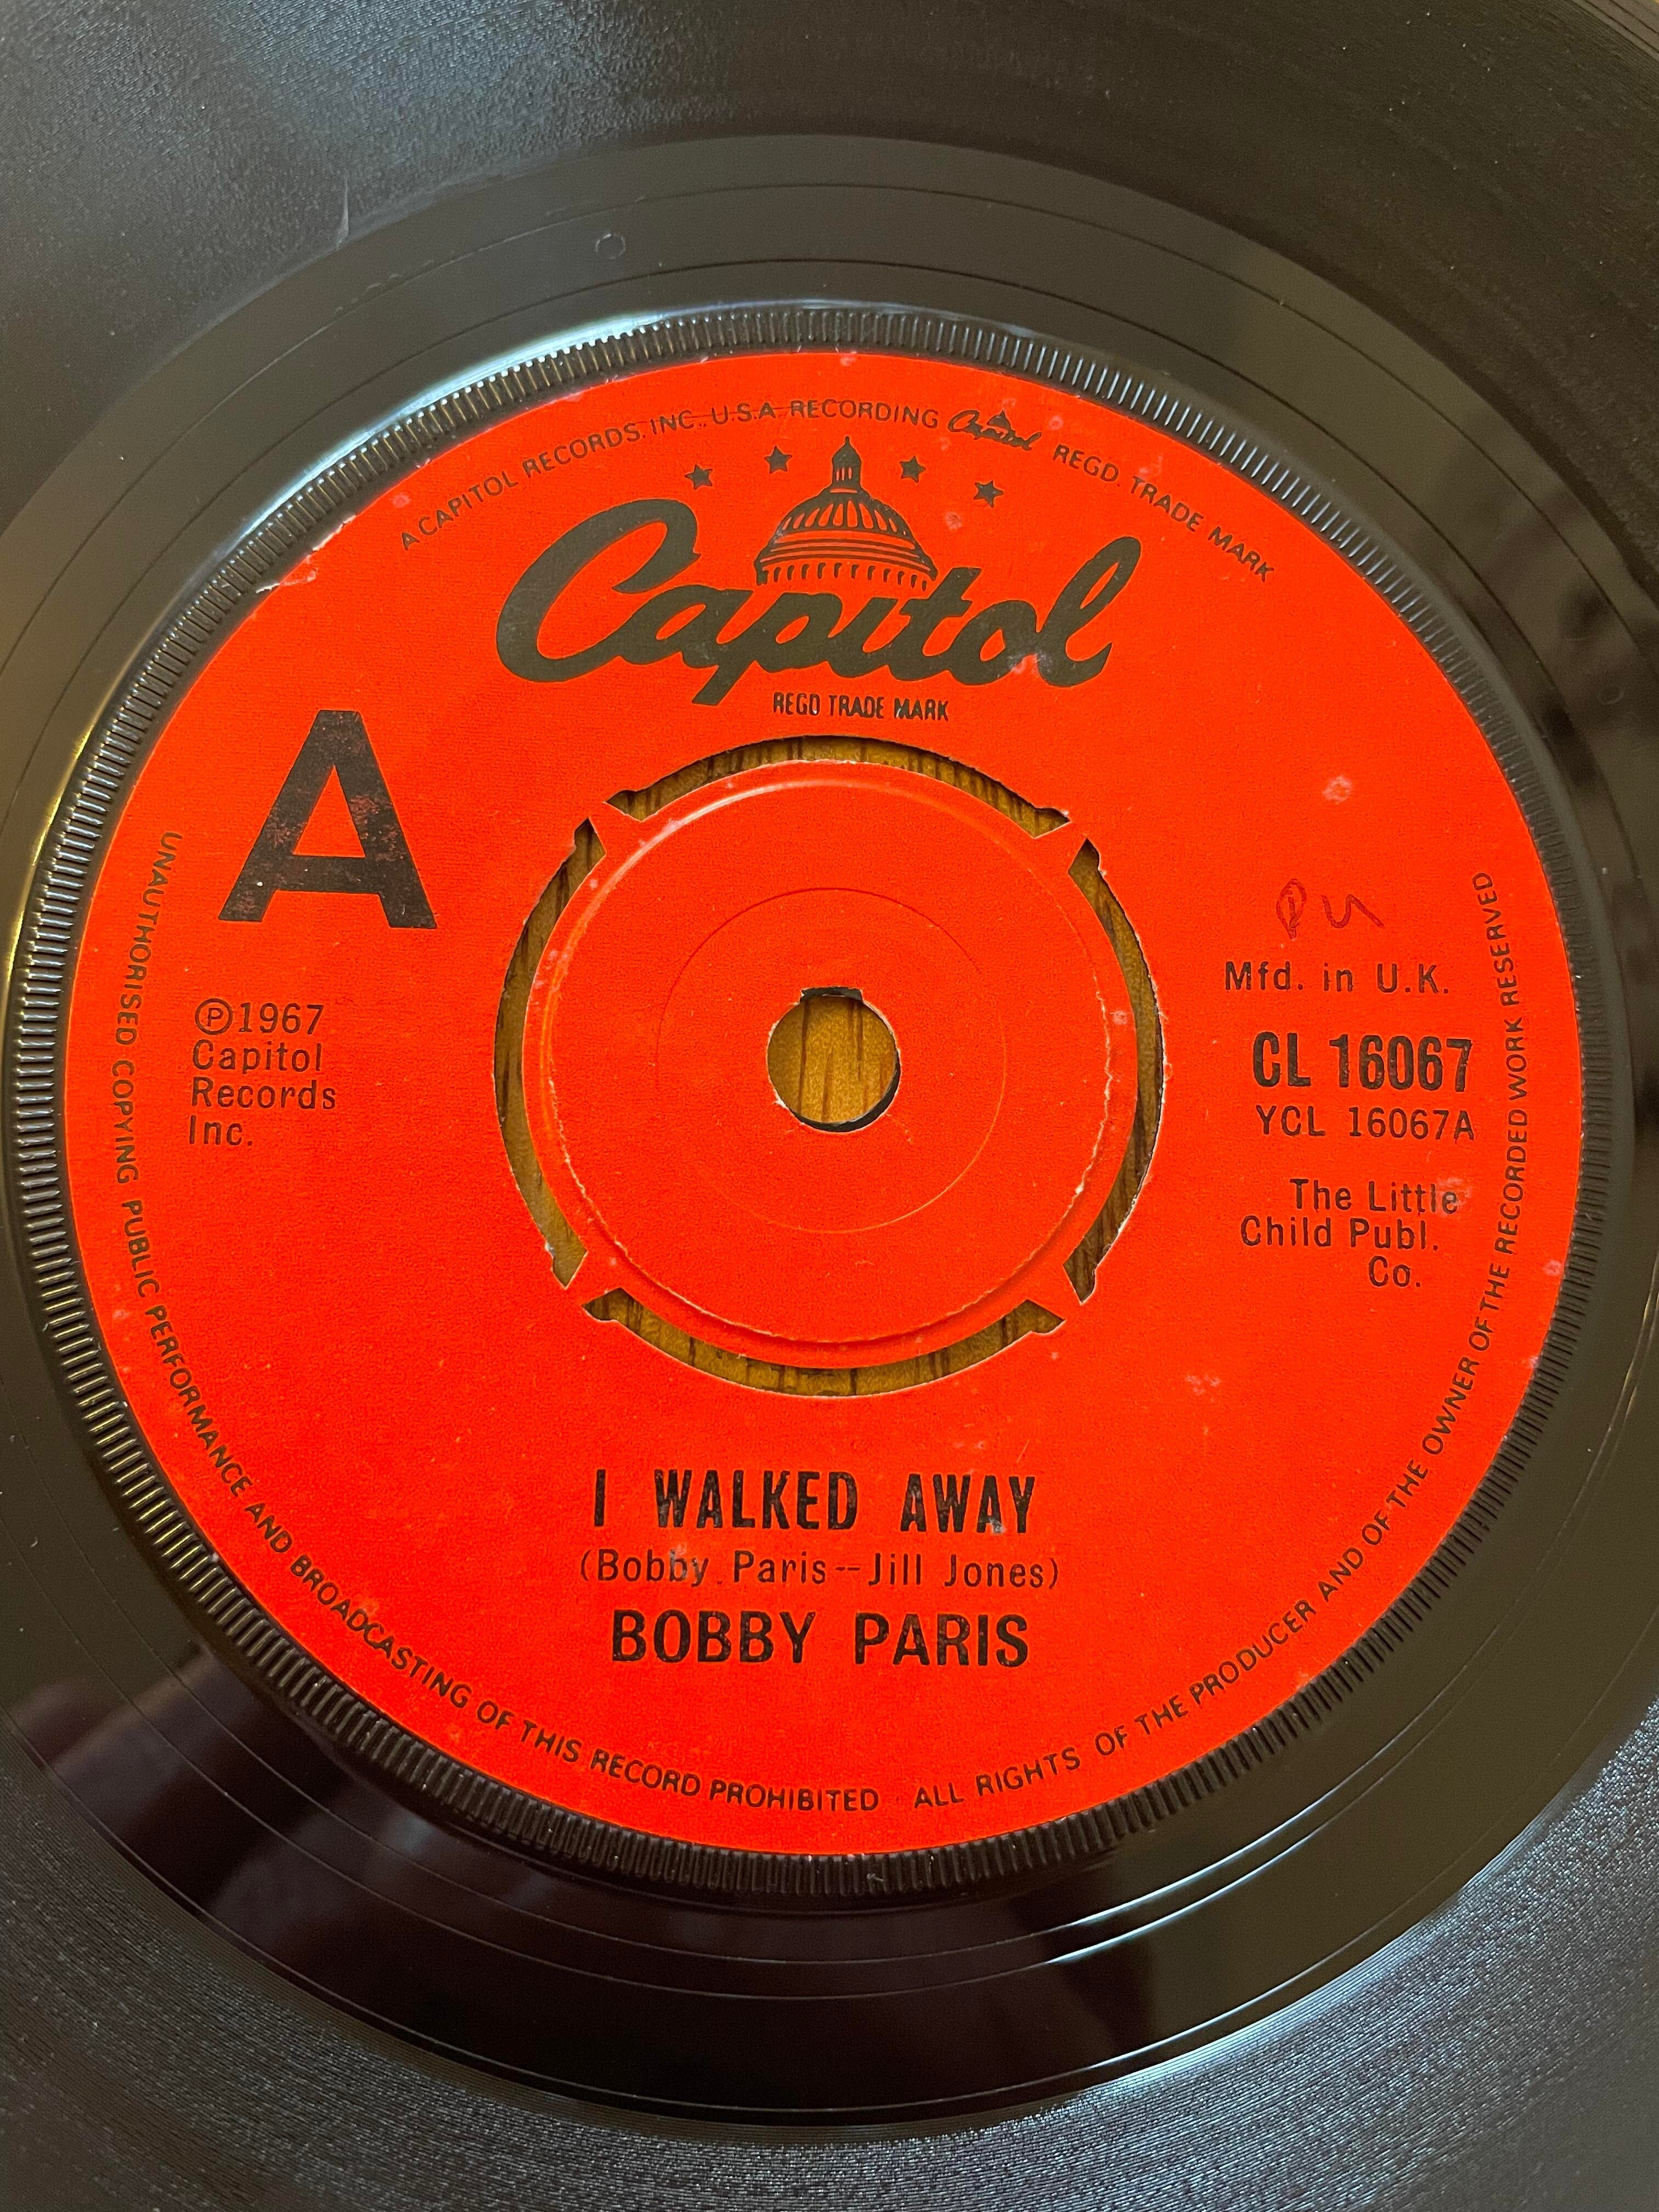 A CAPITOL RECORDS. INC.. U.S.A. RECORDING Capitol REGD. TRADE MARK
Capitol
REGD TRADE MARK
A
℗1967
Capitol
Records
Inc.
Mfd. in U.K.
CL 16067
YCL 16067A
The Little
Child Publ.
Co.
I WALKED AWAY
(Bobby Paris--Jill Jones)
BOBBY PARIS
UNAUTHORISED COPYING PUBLIC PERFORMANCE AND BROADCASTING OF THIS RECORD PROHIBITED ALL RIGHTS OF THE PRODUCER AND OF THE OWNER OF THE RECORDED WORK RESERVED